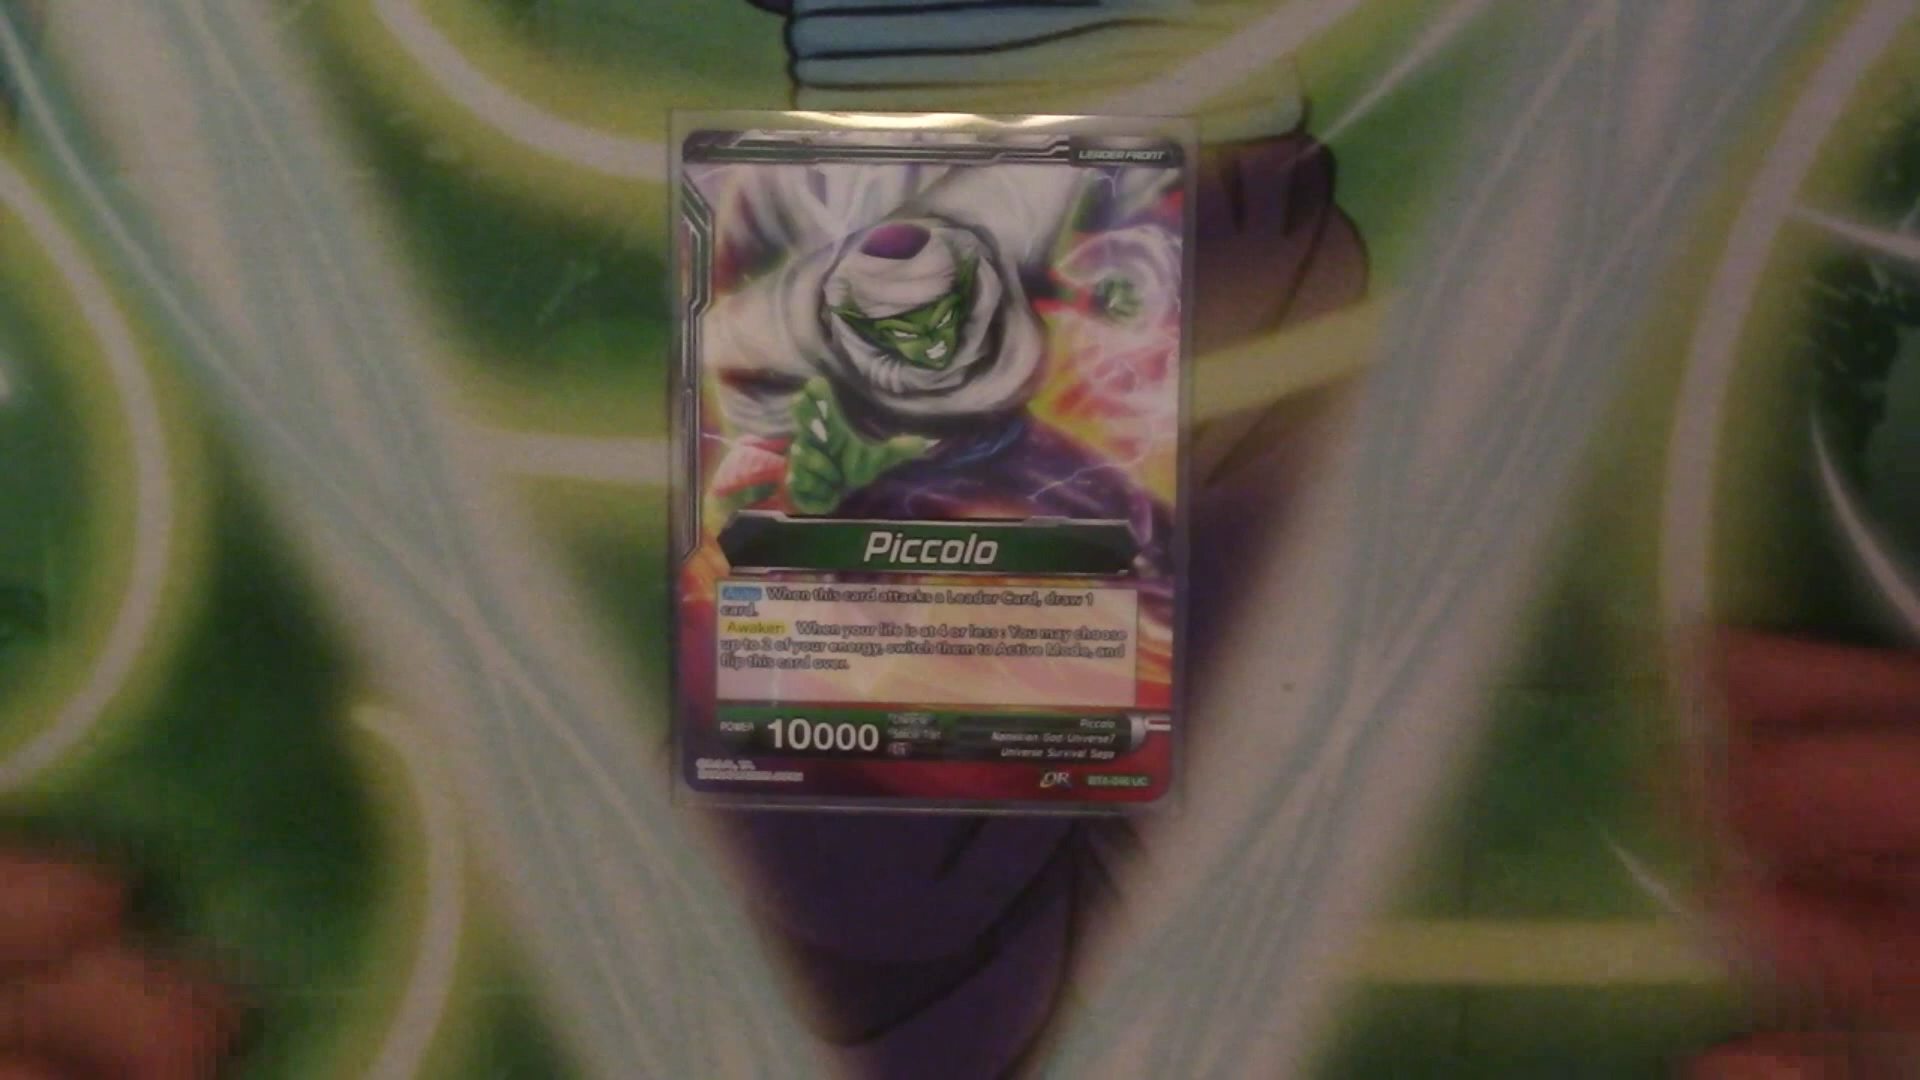 LEADER FRONT
Piccolo
Auto When this card attacks a Leader Card, draw 1
card.
Awaken When your life is at 4 or less : You may choose
up to 2 of your energy, switch them to Active Mode, and
flip this card over.
POWER 10000
Piccolo
Namekian God Universe7
Universe Survival Saga
UC